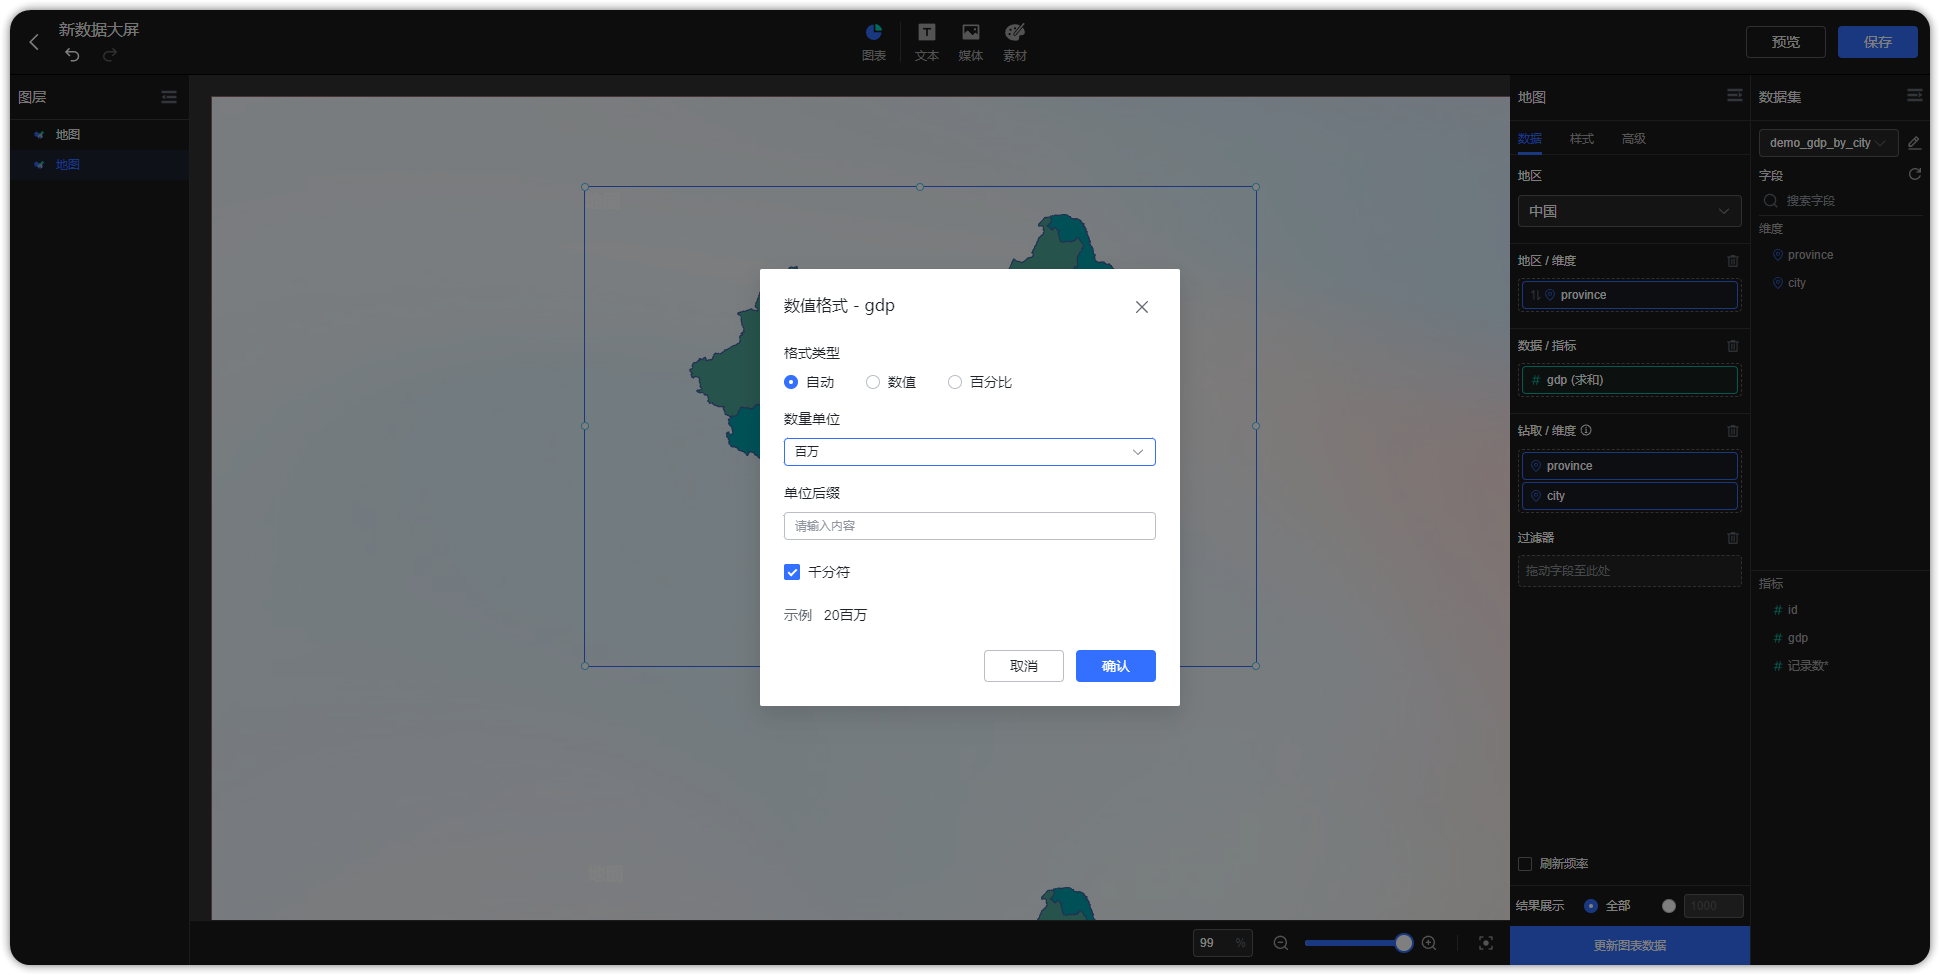 新数据大屏
图表
文本
媒体
素材
预览
保存
图层
地图
地图
地图
数据
样式
高级
地区
中国
地区 / 维度
province
数据 / 指标
gdp (求和)
钻取 / 维度
province
city
过滤器
拖动字段至此处
刷新频率
结果展示
全部
1000
更新图表数据
数据集
demo_gdp_by_city
字段
搜索字段
维度
province
city
指标
id
gdp
记录数*
数值格式 - gdp
格式类型
自动
数值
百分比
数量单位
百万
单位后缀
请输入内容
千分符
示例 20百万
取消
确认
地图
地图
99 %